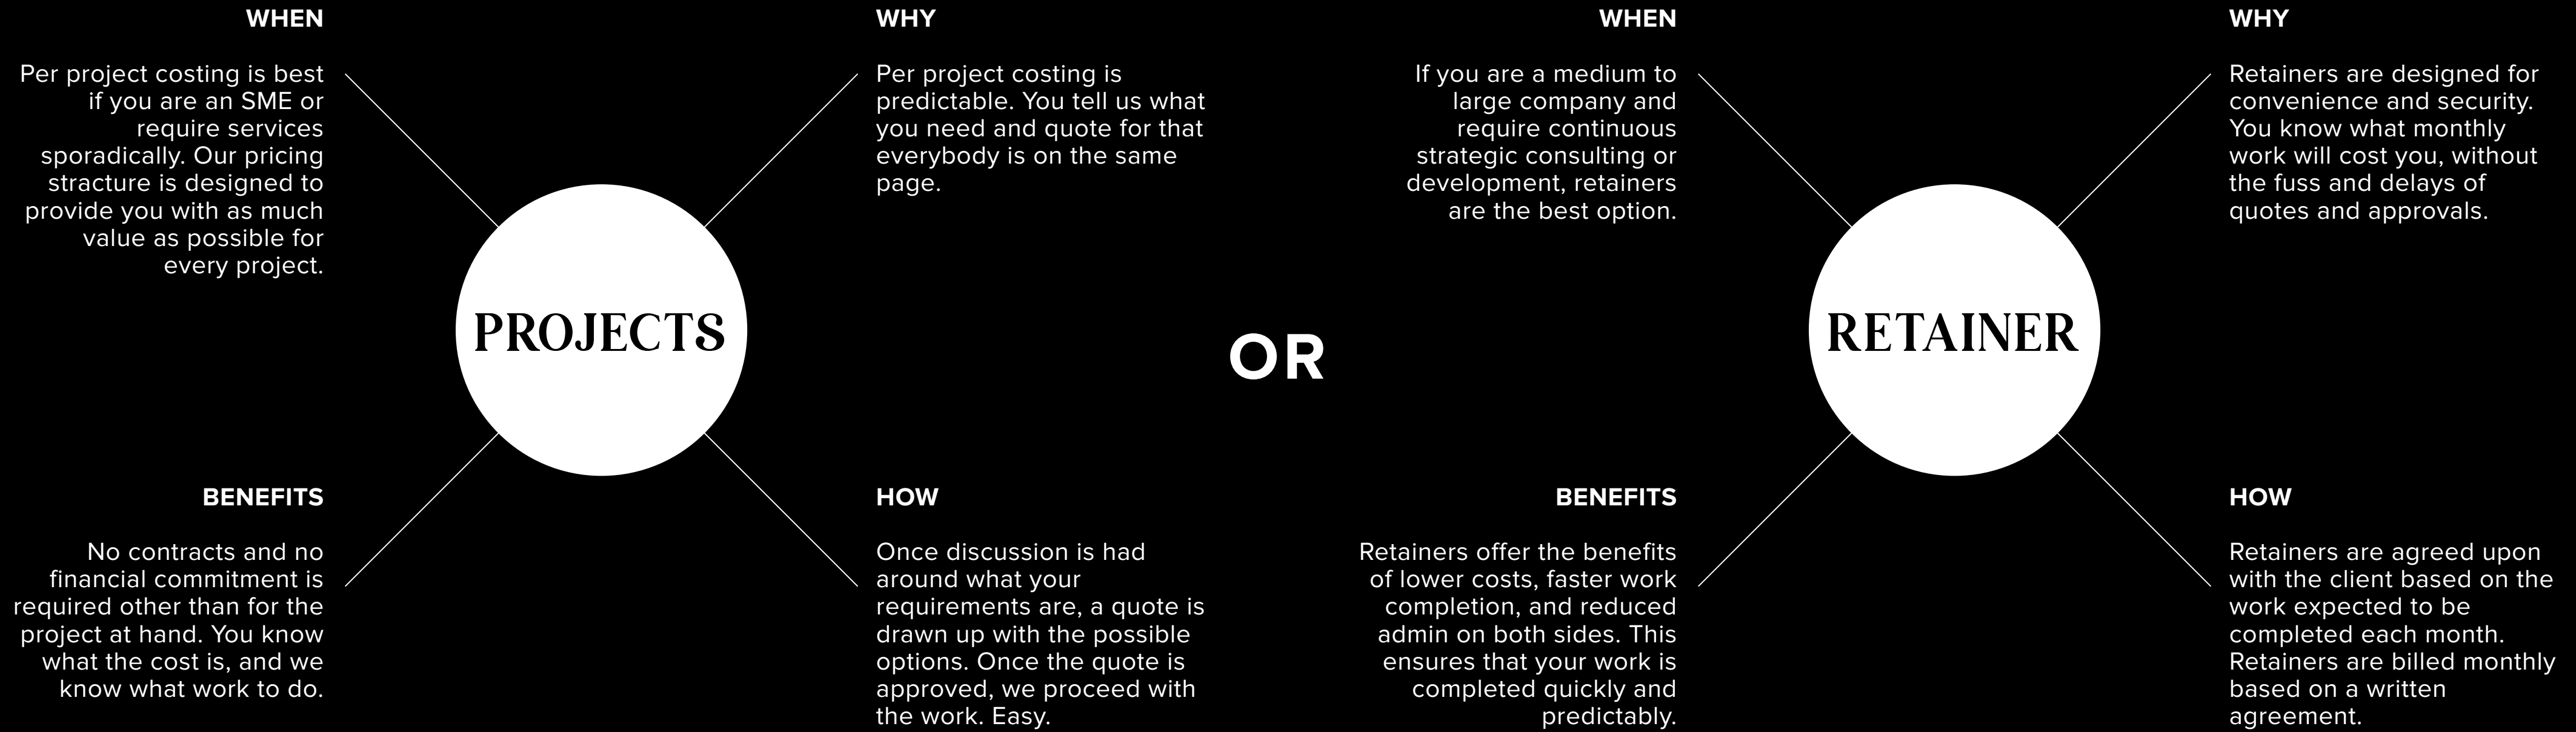 WHEN
Per project costing is best
if you are an SME or
require services
sporadically. Our pricing
stracture is designed to
provide you with as much
value as possible for
every project.
WHY
Per project costing is
predictable. You tell us what
you need and quote for that
everybody is on the same
page.
PROJECTS
BENEFITS
No contracts and no
financial commitment is
required other than for the
project at hand. You know
what the cost is, and we
know what work to do.
HOW
Once discussion is had
around what your
requirements are, a quote is
drawn up with the possible
options. Once the quote is
approved, we proceed with
the work. Easy.
OR
WHEN
If you are a medium to
large company and
require continuous
strategic consulting or
development, retainers
are the best option.
WHY
Retainers are designed for
convenience and security.
You know what monthly
work will cost you, without
the fuss and delays of
quotes and approvals.
RETAINER
BENEFITS
Retainers offer the benefits
of lower costs, faster work
completion, and reduced
admin on both sides. This
ensures that your work is
completed quickly and
predictably.
HOW
Retainers are agreed upon
with the client based on the
work expected to be
completed each month.
Retainers are billed monthly
based on a written
agreement.